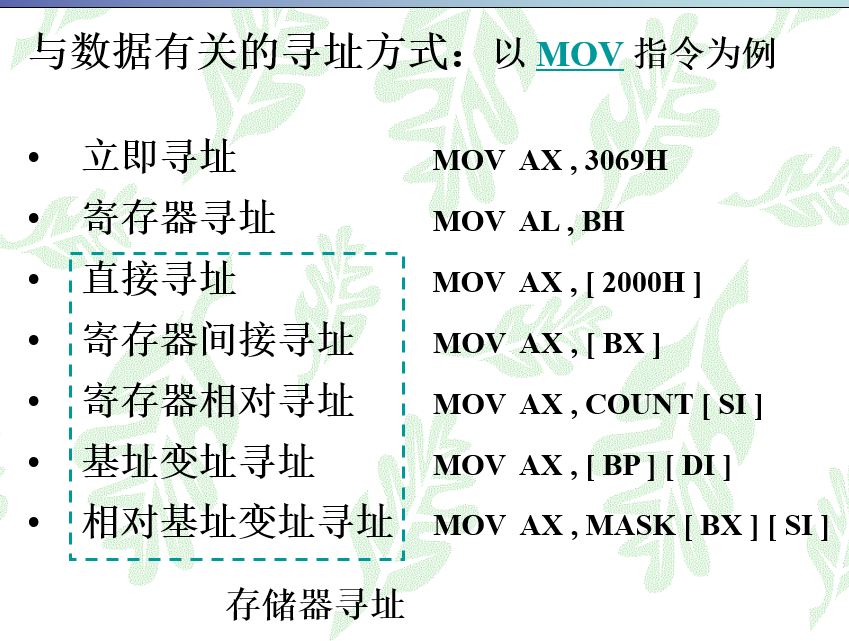 与数据有关的寻址方式：以 MOV 指令为例
• 立即寻址 MOV AX , 3069H
• 寄存器寻址 MOV AL , BH
• 直接寻址 MOV AX , [ 2000H ]
• 寄存器间接寻址 MOV AX , [ BX ]
• 寄存器相对寻址 MOV AX , COUNT [ SI ]
• 基址变址寻址 MOV AX , [ BP ] [ DI ]
• 相对基址变址寻址 MOV AX , MASK [ BX ] [ SI ]
存储器寻址